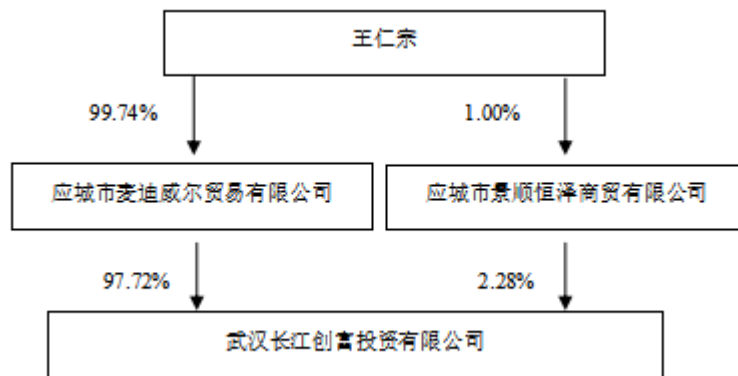 王仁宗
99.74%
1.00%
应城市麦迪威尔贸易有限公司
应城市景顺恒泽商贸有限公司
97.72%
2.28%
武汉长江创富投资有限公司